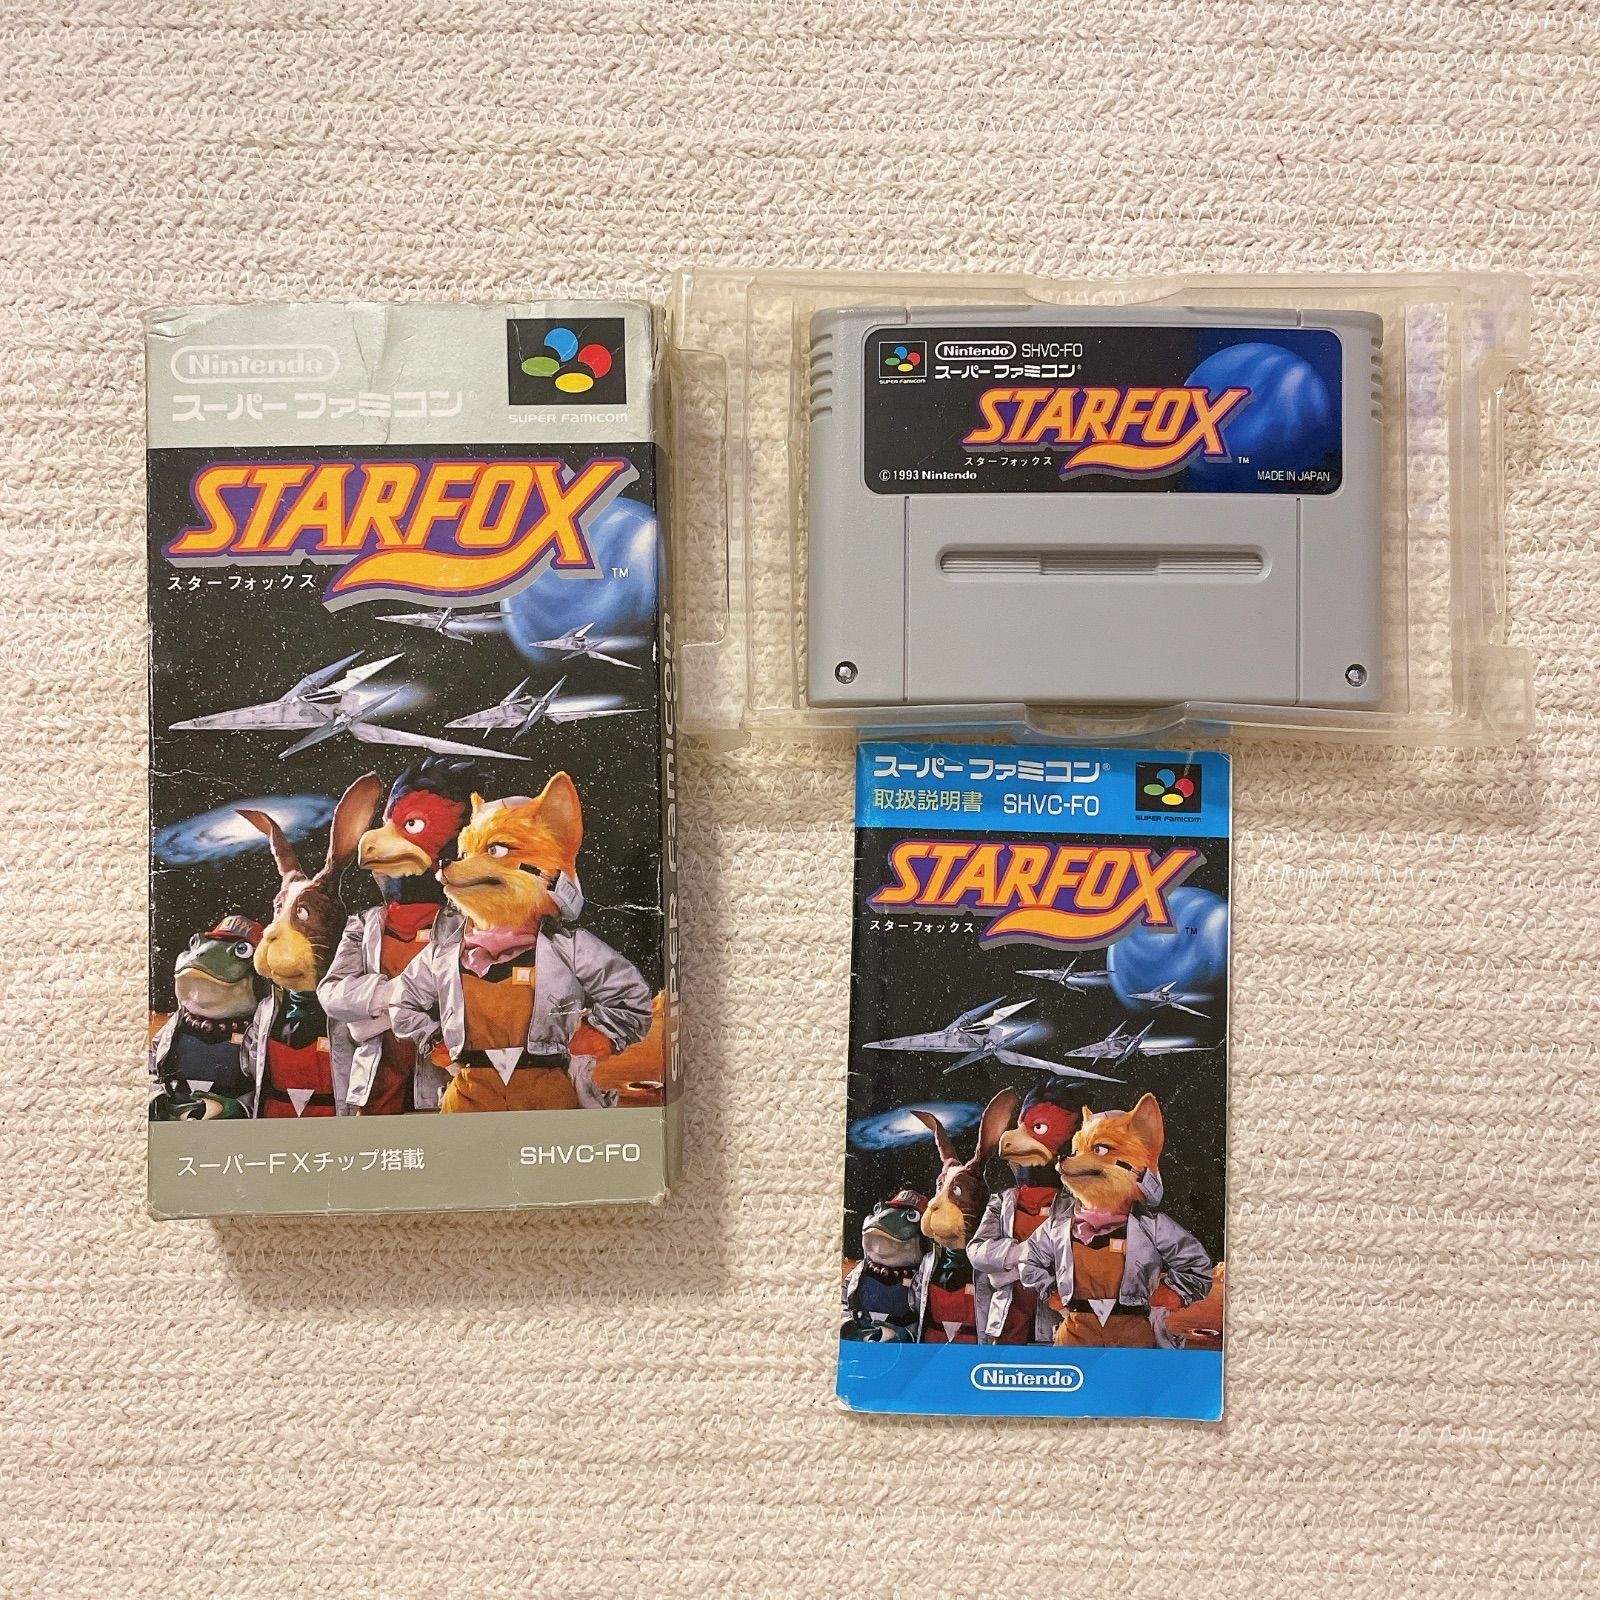 Nintendo
スーパーファミコン®
SUPER FAMICOM
STARFOX
スターフォックス
TM
SUPER Famicom
LIPPY
スーパーFXチップ搭載
SHVC-FO
SUPER FAMICOM
Nintendo SHVC-FO
スーパーファミコン®
STARFOX
スターフォックス
TM
© 1993 Nintendo
MADE IN JAPAN
スーパーファミコン®
取扱説明書 SHVC-FO
SUPER FAMICOM
STARFOX
スターフォックス
TM
Nintendo